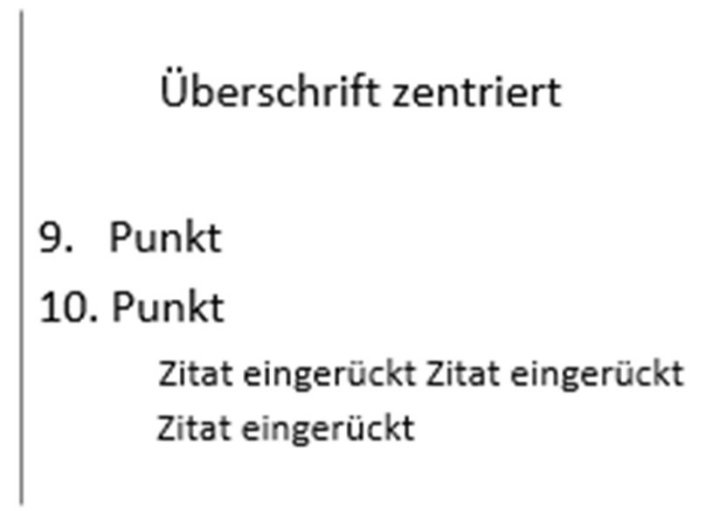 Überschrift zentriert
9. Punkt
10. Punkt
Zitat eingerückt Zitat eingerückt
Zitat eingerückt